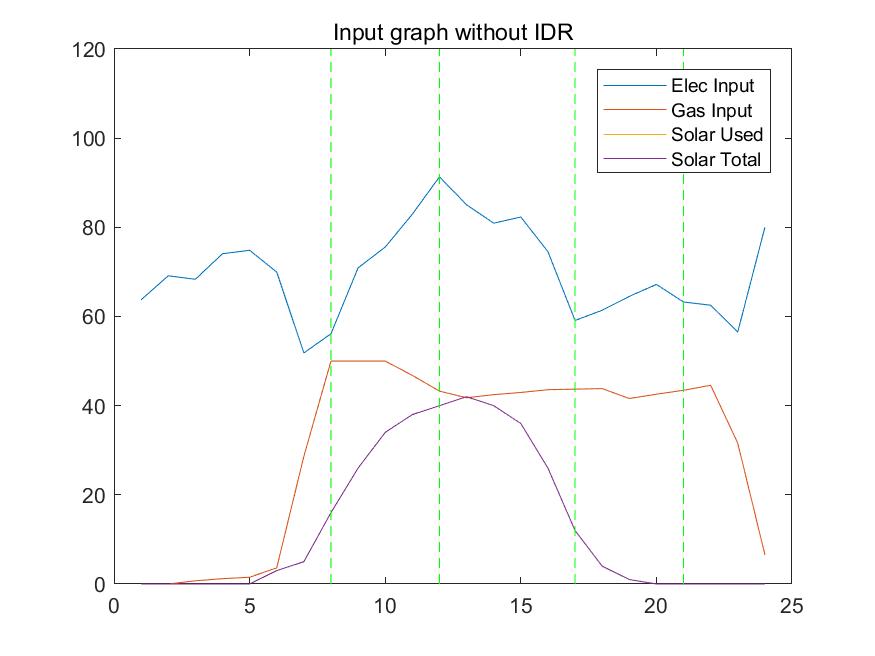 Input graph without IDR
120
100
80
60
40
20
0
0 5 10 15 20 25
Elec Input
Gas Input
Solar Used
Solar Total